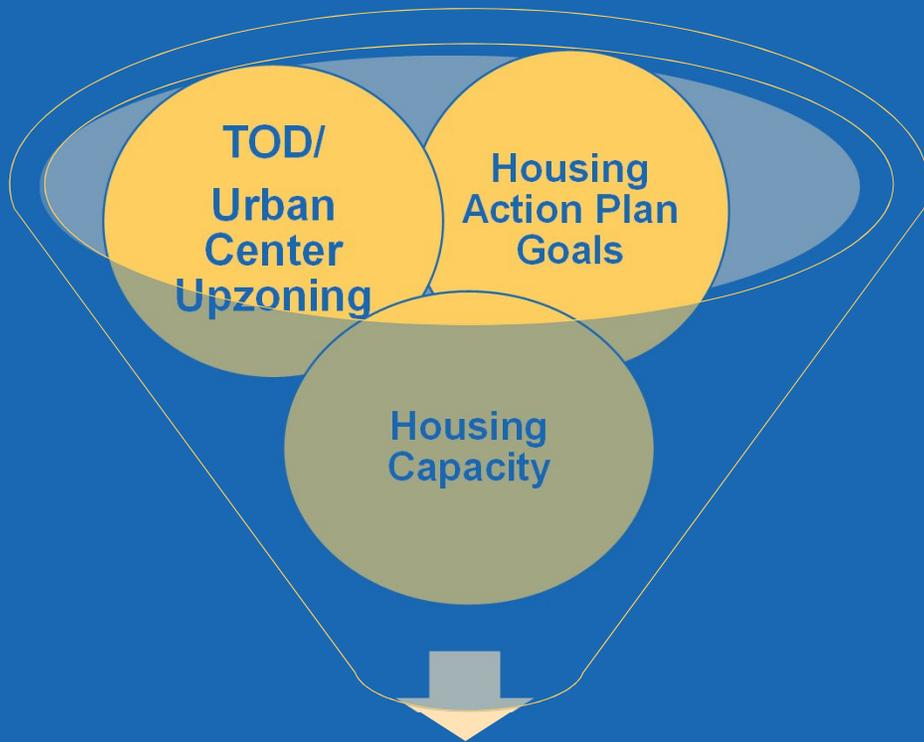 TOD/
Urban
Center
Upzoning
Housing
Action Plan
Goals
Housing
Capacity